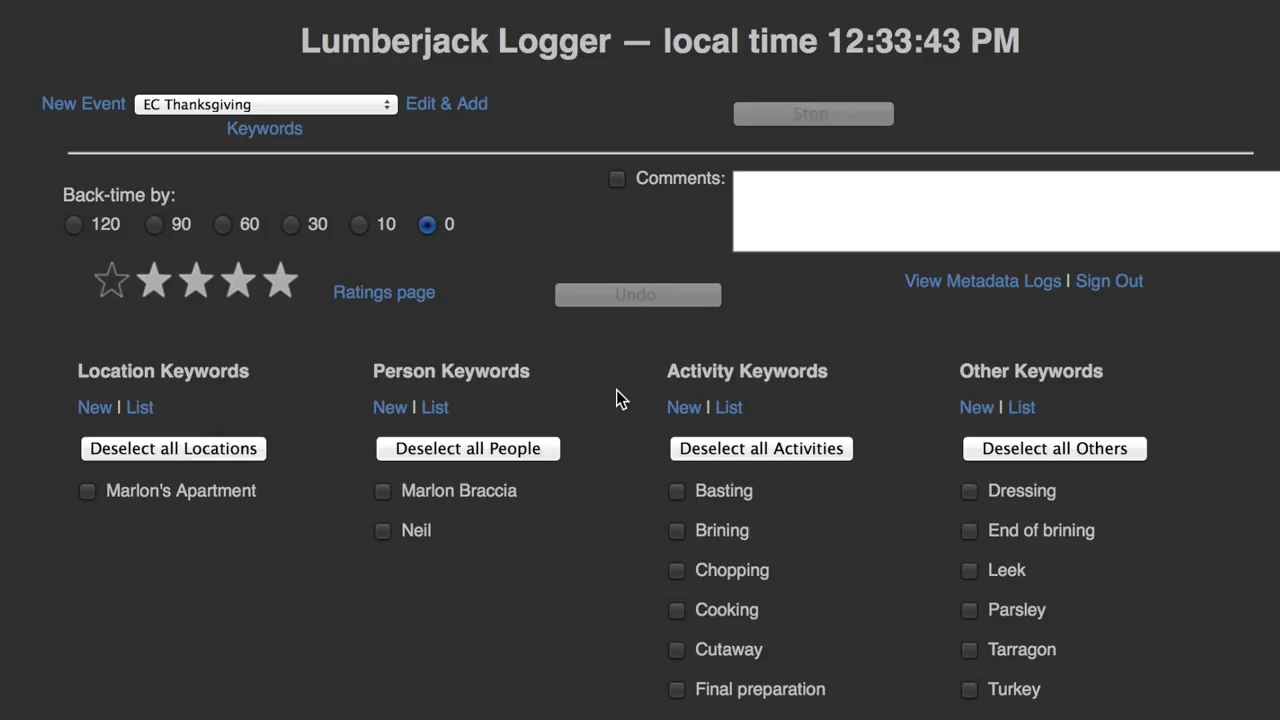 Lumberjack Logger — local time 12:33:43 PM
New Event EC Thanksgiving Edit & Add
Keywords
Stop
Back-time by:
120 90 60 30 10 0
Comments:
Ratings page
Undo
View Metadata Logs | Sign Out
Location Keywords
New | List
Deselect all Locations
Marlon's Apartment
Person Keywords
New | List
Deselect all People
Marlon Braccia
Neil
Activity Keywords
New | List
Deselect all Activities
Basting
Brining
Chopping
Cooking
Cutaway
Final preparation
Other Keywords
New | List
Deselect all Others
Dressing
End of brining
Leek
Parsley
Tarragon
Turkey